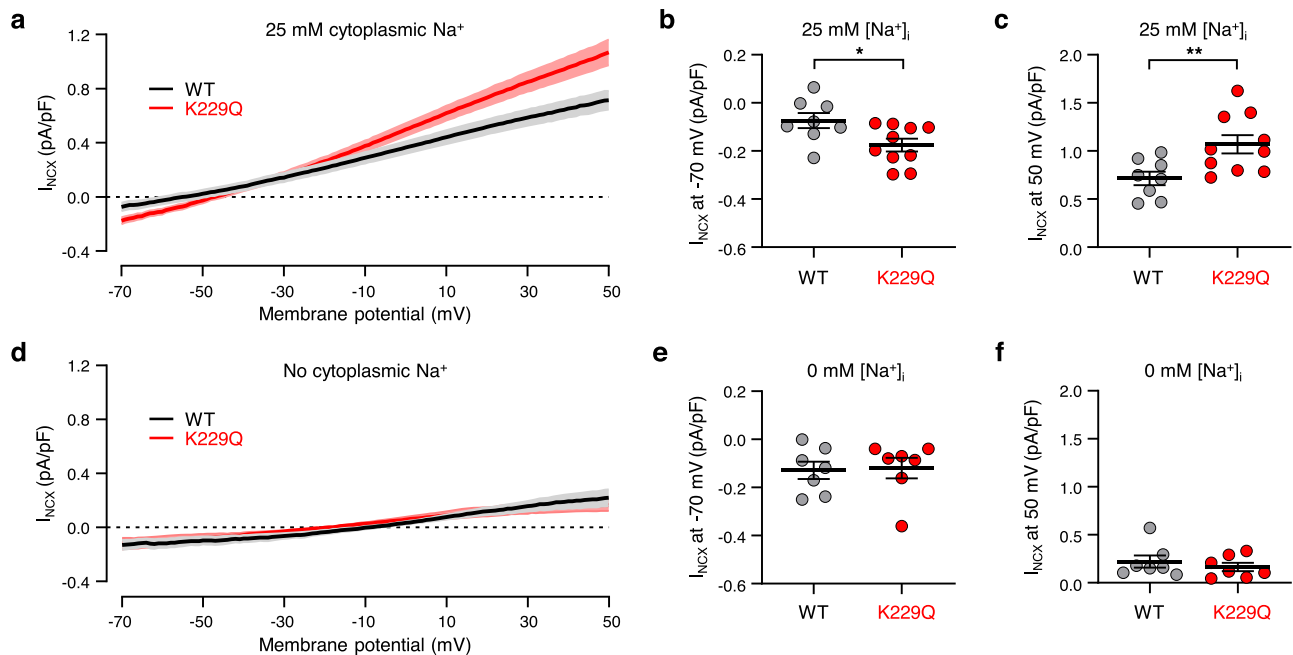 a
25 mM cytoplasmic Na⁺
WT
K229Q
I_NCX (pA/pF)
1.2
0.8
0.4
0.0
-0.4
-70
-50
-30
-10
10
30
50
Membrane potential (mV)
b
25 mM [Na⁺]ᵢ
*
I_NCX at -70 mV (pA/pF)
0.2
0.0
-0.2
-0.4
-0.6
WT
K229Q
c
25 mM [Na⁺]ᵢ
**
I_NCX at 50 mV (pA/pF)
2.0
1.5
1.0
0.5
0.0
WT
K229Q
d
No cytoplasmic Na⁺
WT
K229Q
I_NCX (pA/pF)
1.2
0.8
0.4
0.0
-0.4
-70
-50
-30
-10
10
30
50
Membrane potential (mV)
e
0 mM [Na⁺]ᵢ
I_NCX at -70 mV (pA/pF)
0.2
0.0
-0.2
-0.4
-0.6
WT
K229Q
f
0 mM [Na⁺]ᵢ
I_NCX at 50 mV (pA/pF)
2.0
1.5
1.0
0.5
0.0
WT
K229Q